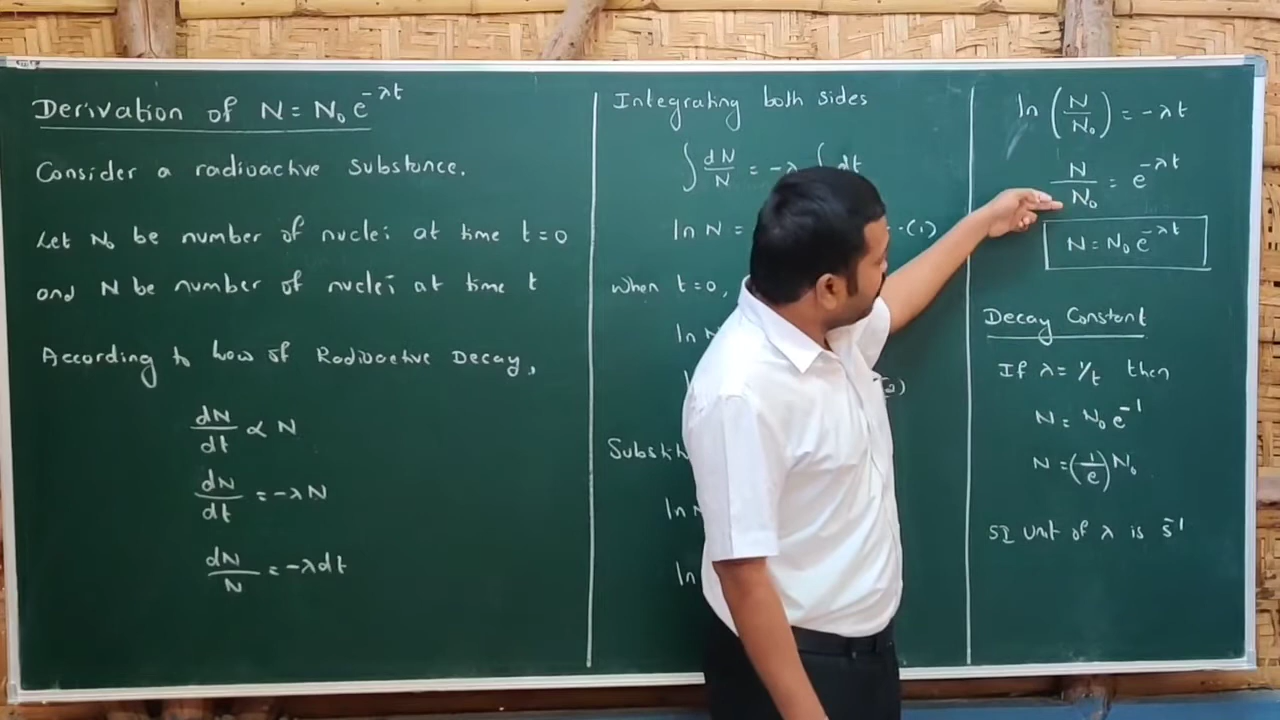 Derivation of N = N₀ e^-λt
Consider a radioactive Substance.
Let N₀ be number of nuclei at time t=0
and N be number of nuclei at time t
According to Law of Radioactive Decay,
dN/dt ∝ N
dN/dt = -λN
dN/N = -λdt
Integrating both sides
∫ dN/N = -λ ∫ dt
ln N = (1)
When t=0,
ln
(2)
ln
ln
ln (N/N₀) = -λt
N/N₀ = e^-λt
N = N₀ e^-λt
Decay Constant
If λ = 1/t then
N = N₀ e^-1
N = (1/e) N₀
SI unit of λ is s^-1